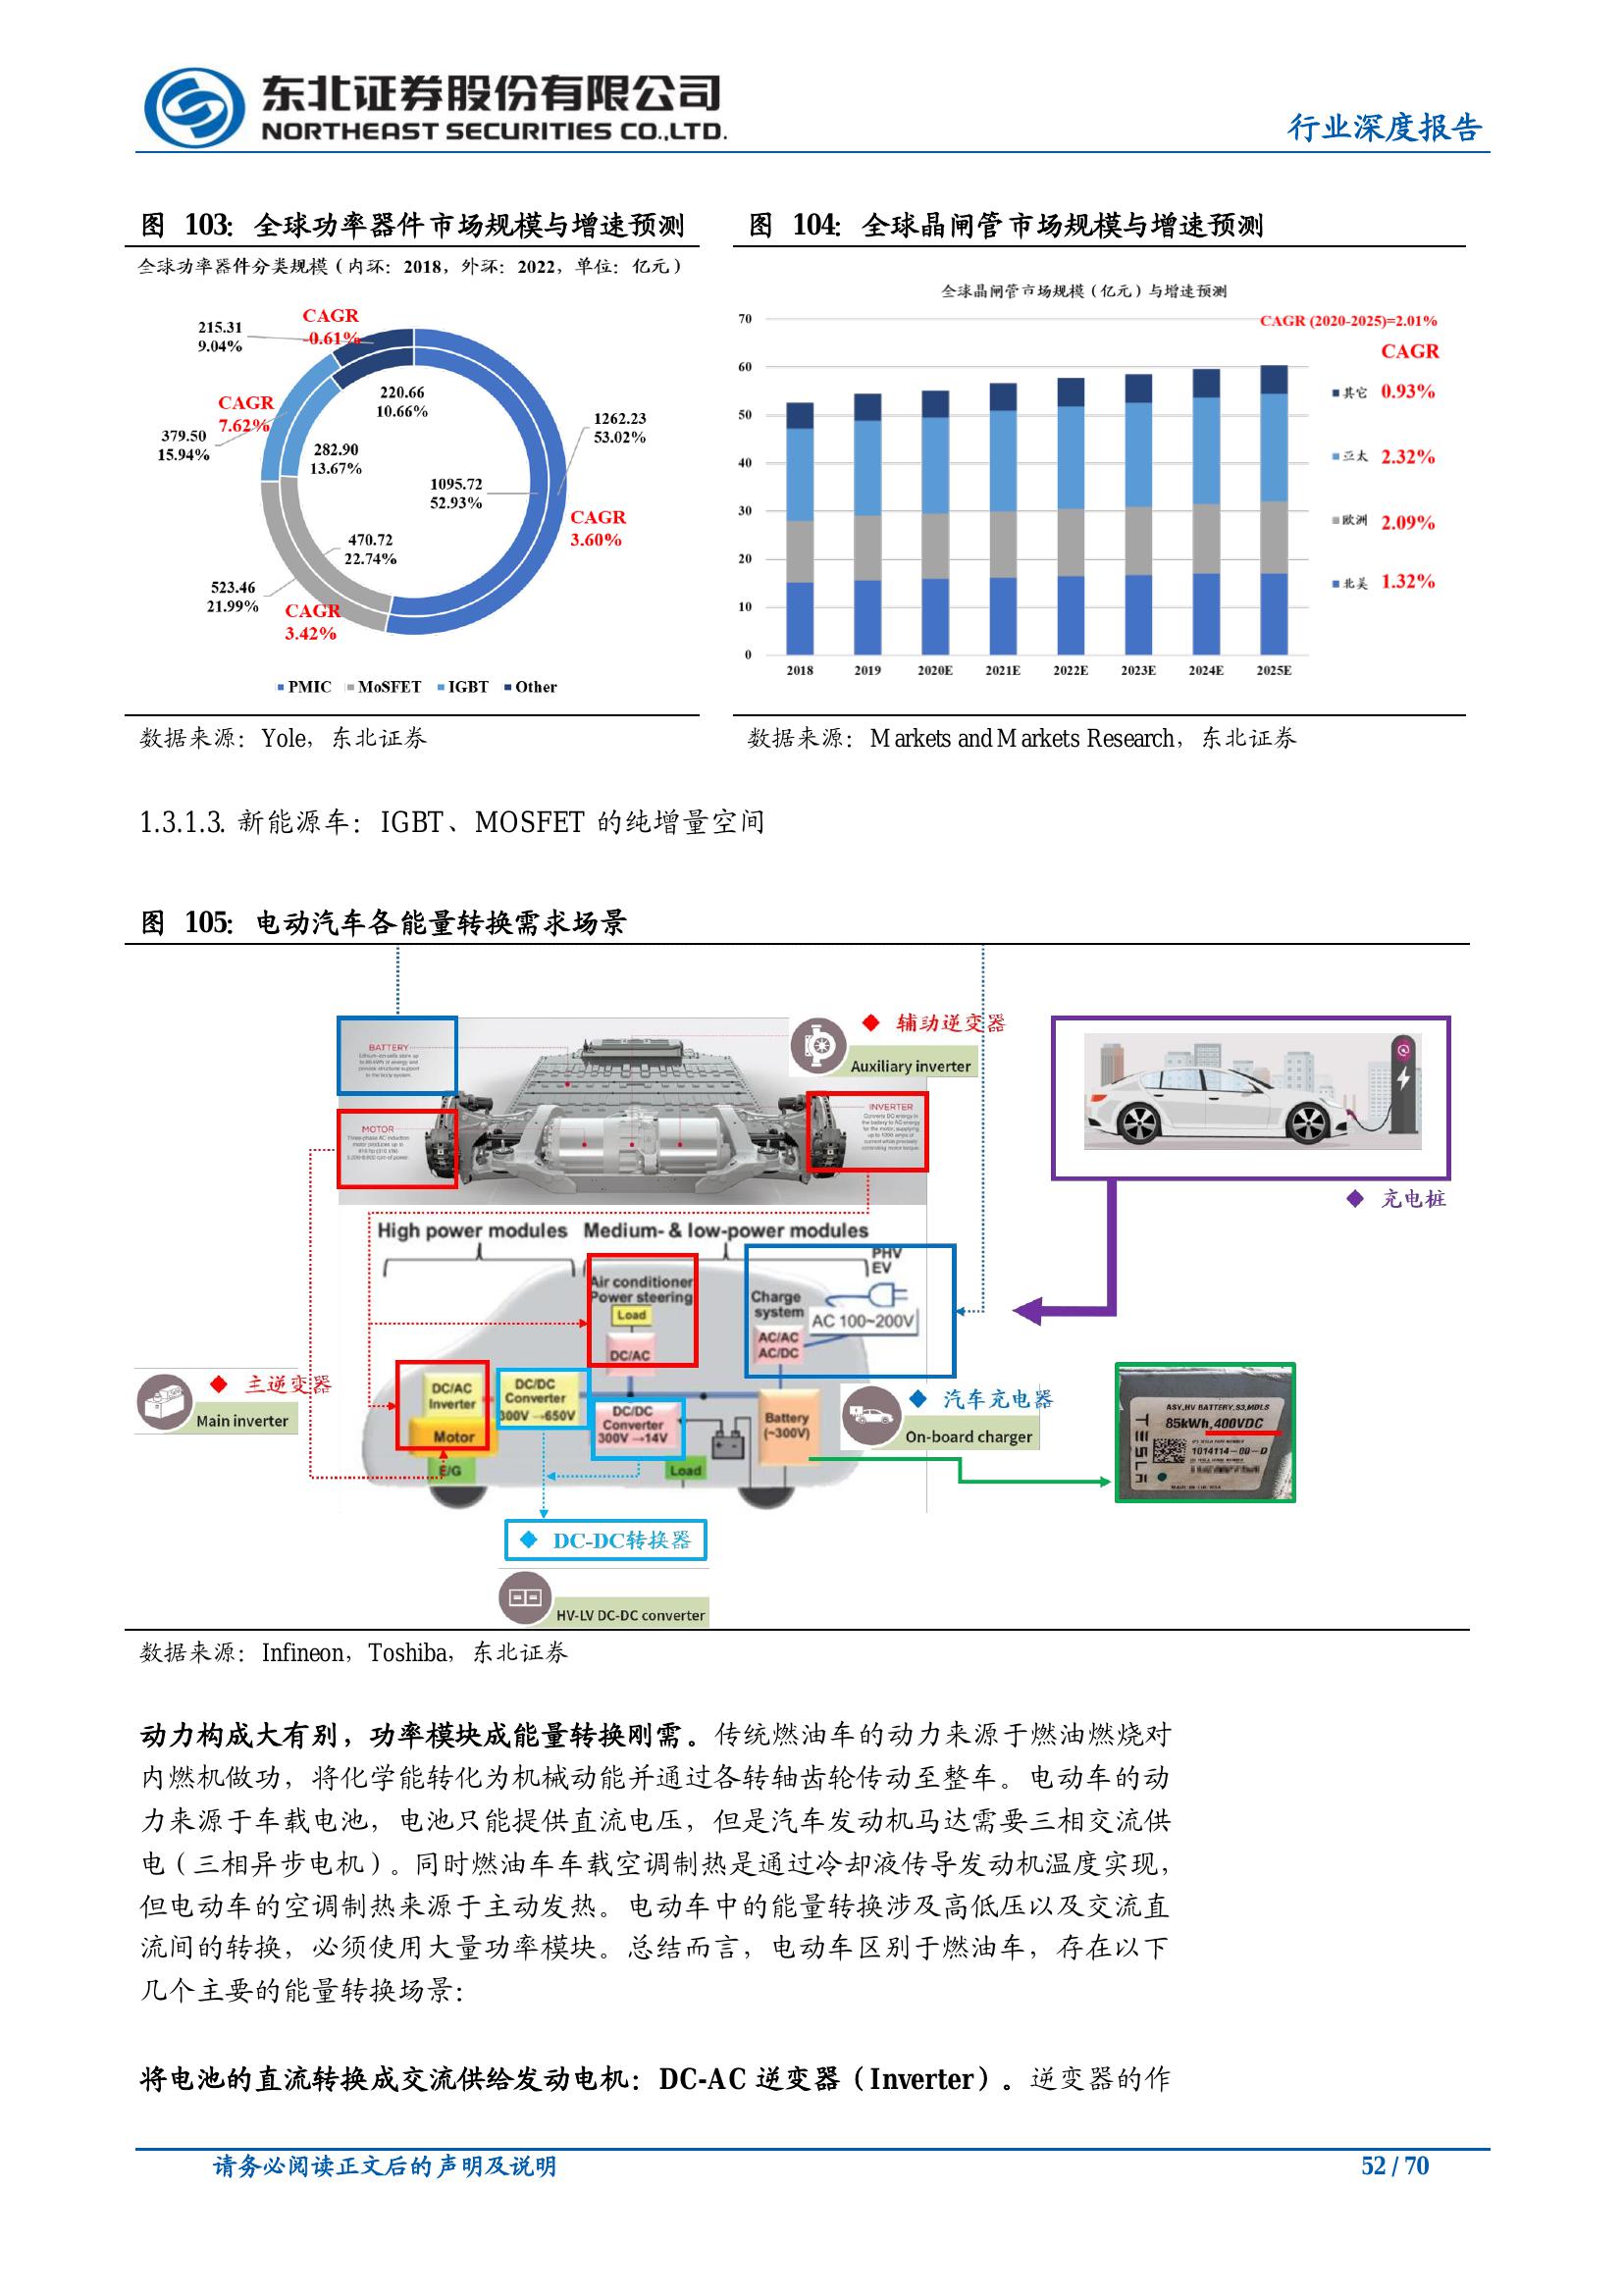 东北证券股份有限公司
NORTHEAST SECURITIES CO.,LTD.
行业深度报告
图 103：全球功率器件市场规模与增速预测
全球功率器件分类规模（内环：2018，外环：2022，单位：亿元）
CAGR
-0.61%
215.31
9.04%
220.66
10.66%
1262.23
53.02%
CAGR
7.62%
379.50
15.94%
282.90
13.67%
1095.72
52.93%
CAGR
3.60%
470.72
22.74%
523.46
21.99%
CAGR
3.42%
PMIC MoSFET IGBT Other
数据来源：Yole，东北证券
图 104：全球晶闸管市场规模与增速预测
全球晶闸管市场规模（亿元）与增速预测
CAGR (2020-2025)=2.01%
CAGR
70
60
50
40
30
20
10
0
其它 0.93%
亚太 2.32%
欧洲 2.09%
北美 1.32%
2018 2019 2020E 2021E 2022E 2023E 2024E 2025E
数据来源：Markets and Markets Research，东北证券
1.3.1.3. 新能源车：IGBT、MOSFET 的纯增量空间
图 105：电动汽车各能量转换需求场景
BATTERY
MOTOR
INVERTER
◆ 辅动逆变器
Auxiliary inverter
◆ 充电桩
High power modules Medium- & low-power modules
PHV
EV
Air conditioner
Power steering
Load
DC/AC
Charge
system
AC 100~200V
AC/AC
AC/DC
◆ 主逆变器
Main inverter
DC/AC
Inverter
Motor
E/G
DC/DC
Converter
300V→650V
DC/DC
Converter
300V→14V
Load
Battery
(~300V)
◆ 汽车充电器
On-board charger
ASY,HV BATTERY,S3,MDLS
85kWh,400VDC
TESLA
1014114-00-D
◆ DC-DC转换器
HV-LV DC-DC converter
数据来源：Infineon，Toshiba，东北证券
动力构成大有别，功率模块成能量转换刚需。传统燃油车的动力来源于燃油燃烧对
内燃机做功，将化学能转化为机械动能并通过各转轴齿轮传动至整车。电动车的动
力来源于车载电池，电池只能提供直流电压，但是汽车发动机马达需要三相交流供
电（三相异步电机）。同时燃油车车载空调制热是通过冷却液传导发动机温度实现，
但电动车的空调制热来源于主动发热。电动车中的能量转换涉及高低压以及交流直
流间的转换，必须使用大量功率模块。总结而言，电动车区别于燃油车，存在以下
几个主要的能量转换场景：
将电池的直流转换成交流供给发动电机：DC-AC 逆变器（Inverter）。逆变器的作
请务必阅读正文后的声明及说明
52 / 70